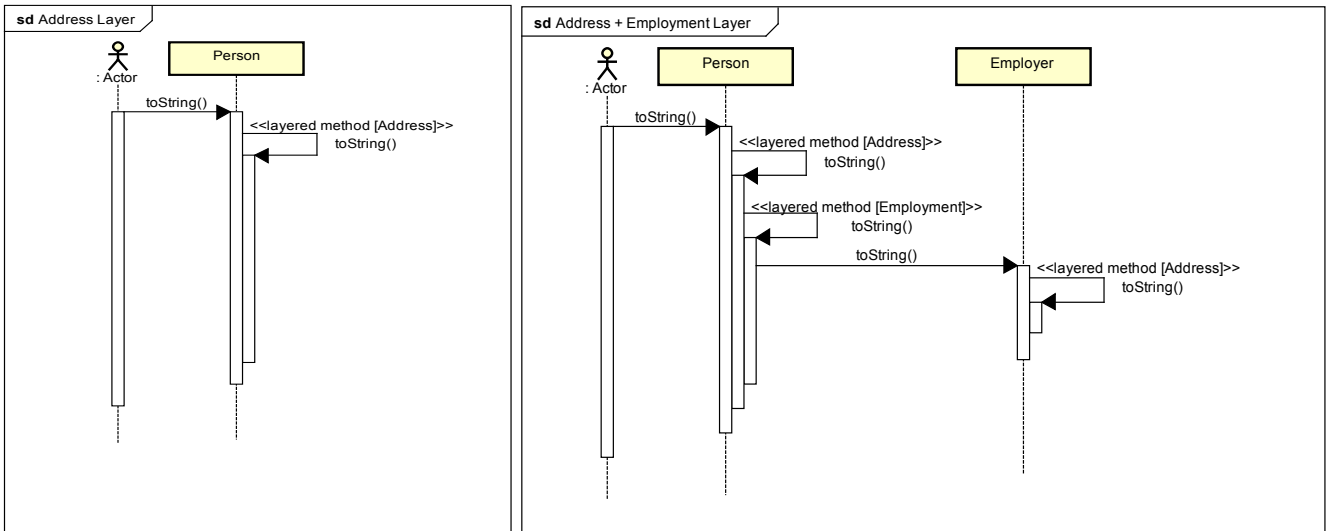 sd Address Layer
: Actor
Person
toString()
<<layered method [Address]>>
toString()
sd Address + Employment Layer
: Actor
Person
Employer
toString()
<<layered method [Address]>>
toString()
<<layered method [Employment]>>
toString()
toString()
<<layered method [Address]>>
toString()